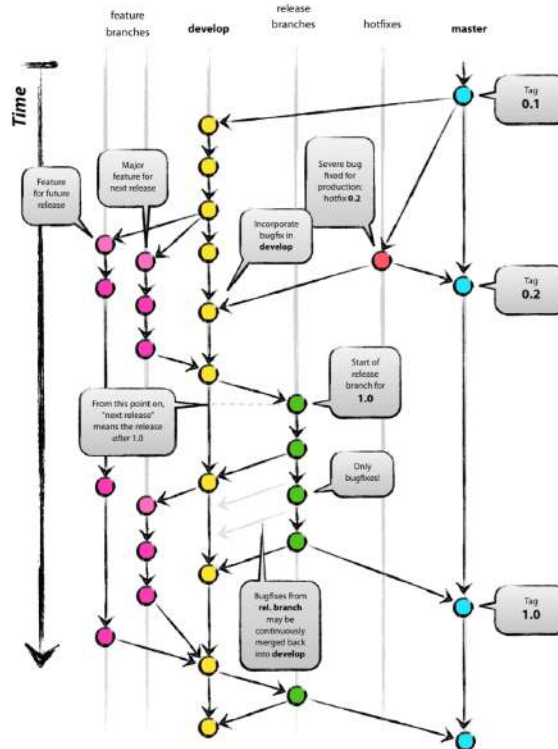 feature
branches
develop
release
branches
hotfixes
master
Time
Tag
0.1
Feature
for future
release
Major
feature for
next release
Severe bug
fixed for
production:
hotfix 0.2
Incorporate
bugfix in
develop
Tag
0.2
Start of
release
branch for
1.0
From this point on,
"next release"
means the release
after 1.0
Only
bugfixes!
Bugfixes from
rel. branch
may be
continuously
merged back
into develop
Tag
1.0